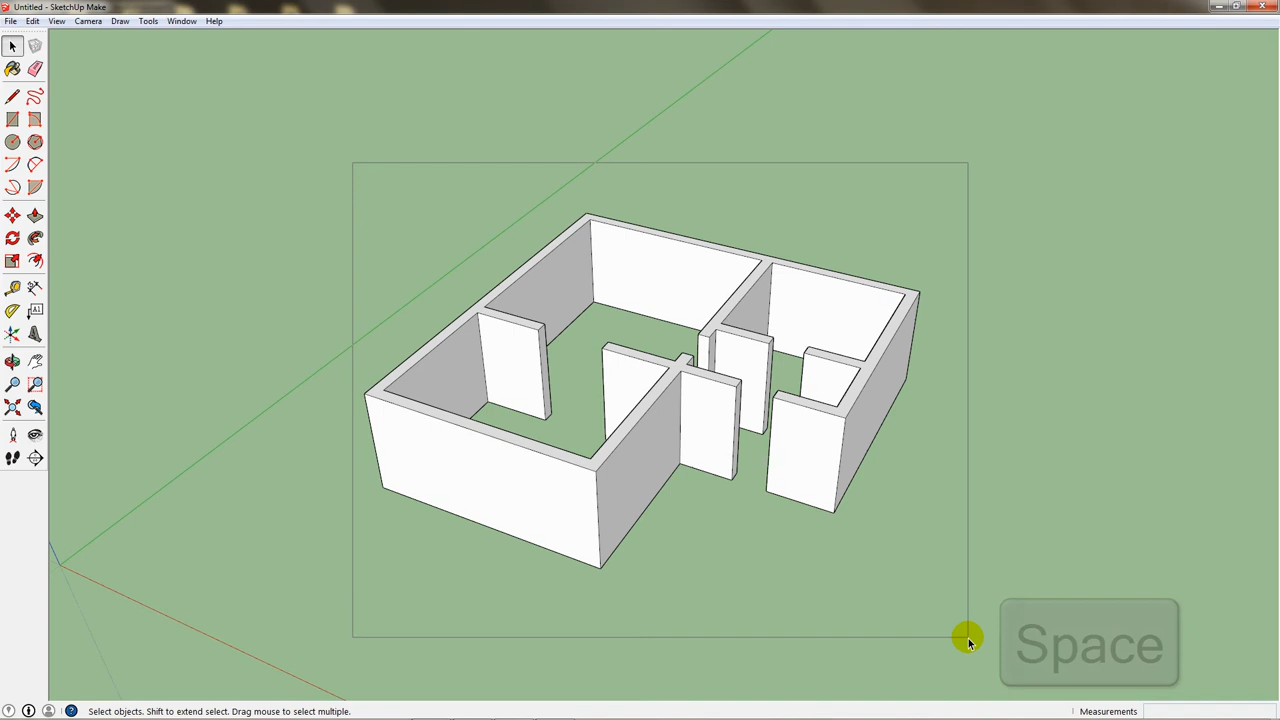 Untitled - SketchUp Make
File Edit View Camera Draw Tools Window Help
A1
Space
Select objects. Shift to extend select. Drag mouse to select multiple.
Measurements